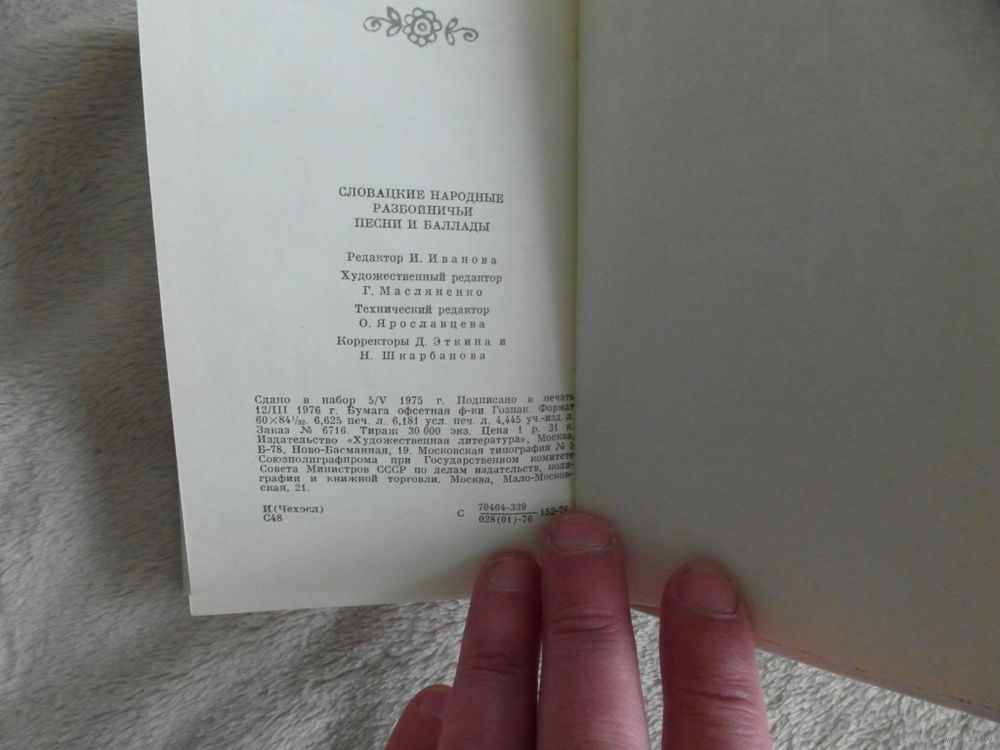 СЛОВАЦКИЕ НАРОДНЫЕ
РАЗБОЙНИЧЬИ
ПЕСНИ И БАЛЛАДЫ
Редактор И. Иванова
Художественный редактор
Г. Масляненко
Технический редактор
О. Ярославцева
Корректоры Д. Эткина и
Н. Шкарбанова
Сдано в набор 5/V 1975 г. Подписано в печать
12/III 1976 г. Бумага офсетная ф-ки Гознак. Формат
60×84¹/₃₂. 6,625 печ. л. 6,181 усл. печ. л. 4,445 уч.-изд. л.
Заказ № 6716. Тираж 30 000 экз. Цена 1 р. 31 к.
Издательство «Художественная литература», Москва,
Б-78, Ново-Басманная, 19. Московская типография № 5
Союзполиграфпрома при Государственном комитете
Совета Министров СССР по делам издательств, поли-
графии и книжной торговли. Москва, Мало-Москов-
ская, 21.
И(Чехосл)
С48
С 70404-339/028(01)-76 152-76